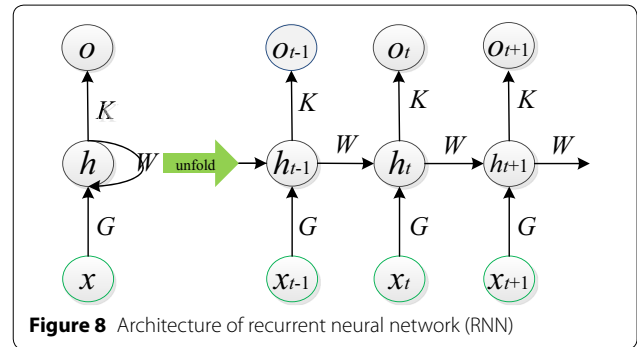 o o_{t-1} o_t o_{t+1}
K K K K
h W unfold h_{t-1} W h_t W h_{t+1} W
G G G G
x x_{t-1} x_t x_{t+1}
Figure 8 Architecture of recurrent neural network (RNN)